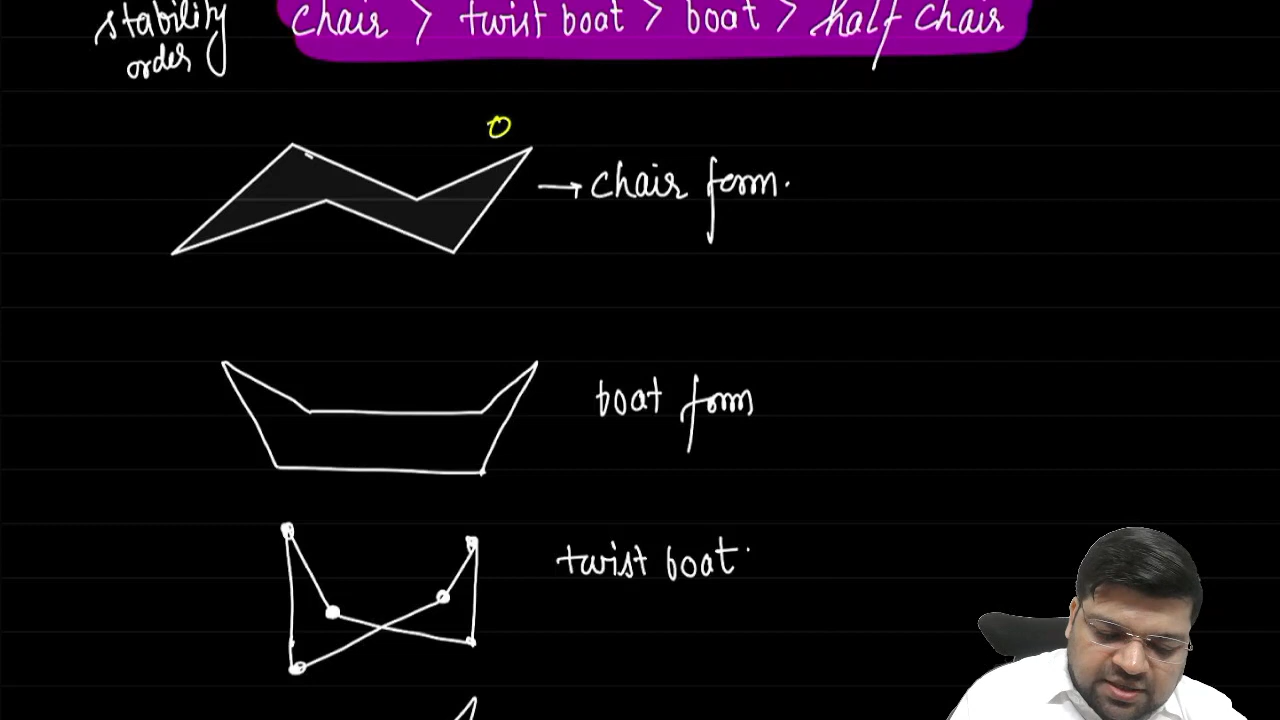 stability
order
chair > twist boat > boat > half chair
→ chair form.
boat form
twist boat